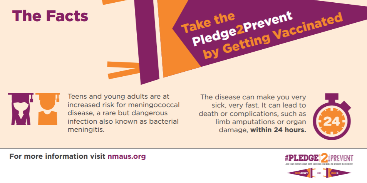 The Facts
Take the
Pledge2Prevent
by Getting Vaccinated
Teens and young adults are at
increased risk for meningococcal
disease, a rare but dangerous
infection also known as bacterial
meningitis.
The disease can make you very
sick, very fast. It can lead to
death or complications, such as
limb amputations or organ
damage, within 24 hours.
24
For more information visit nmaus.org
#PLEDGE 2 PREVENT